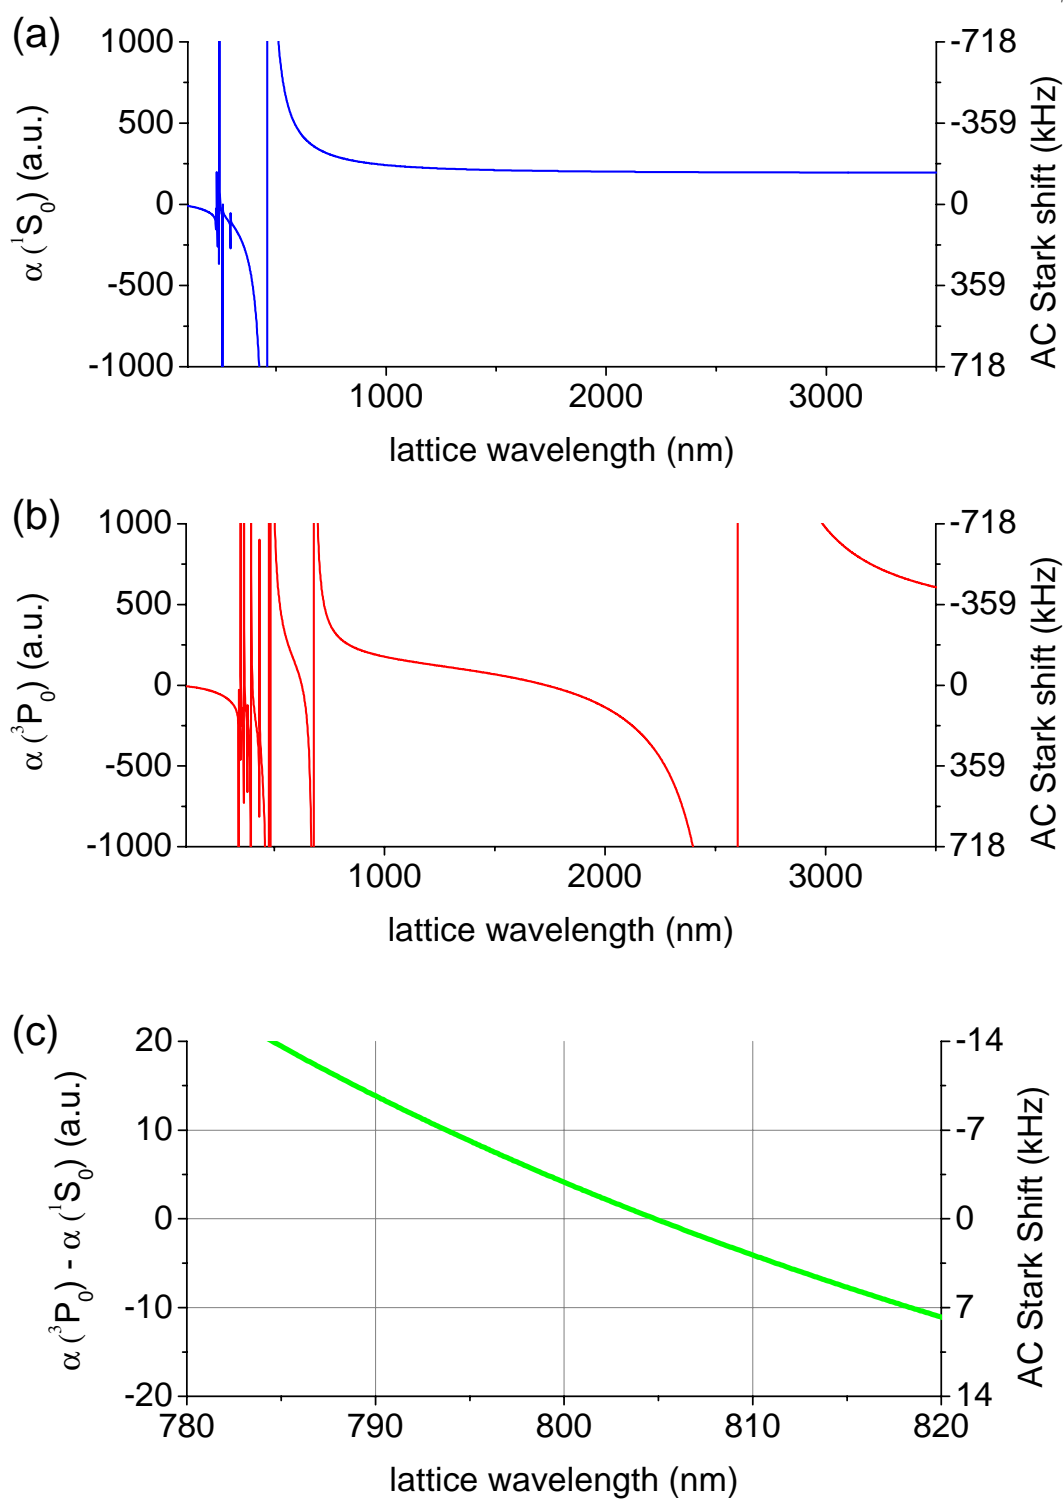 (a)
1000
500
0
-500
-1000
α (¹S₀) (a.u.)
-718
-359
0
359
718
AC Stark shift (kHz)
1000 2000 3000
lattice wavelength (nm)
(b)
1000
500
0
-500
-1000
α (³P₀) (a.u.)
-718
-359
0
359
718
AC Stark shift (kHz)
1000 2000 3000
lattice wavelength (nm)
(c)
20
10
0
-10
-20
α (³P₀) - α (¹S₀) (a.u.)
-14
-7
0
7
14
AC Stark Shift (kHz)
780 790 800 810 820
lattice wavelength (nm)